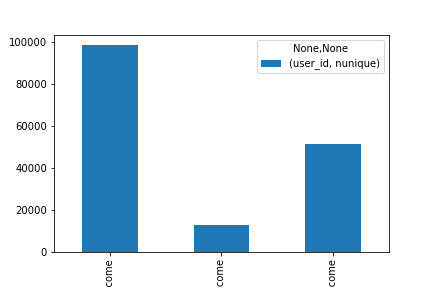 None,None
(user_id, nunique)
100000
80000
60000
40000
20000
0
come
come
come